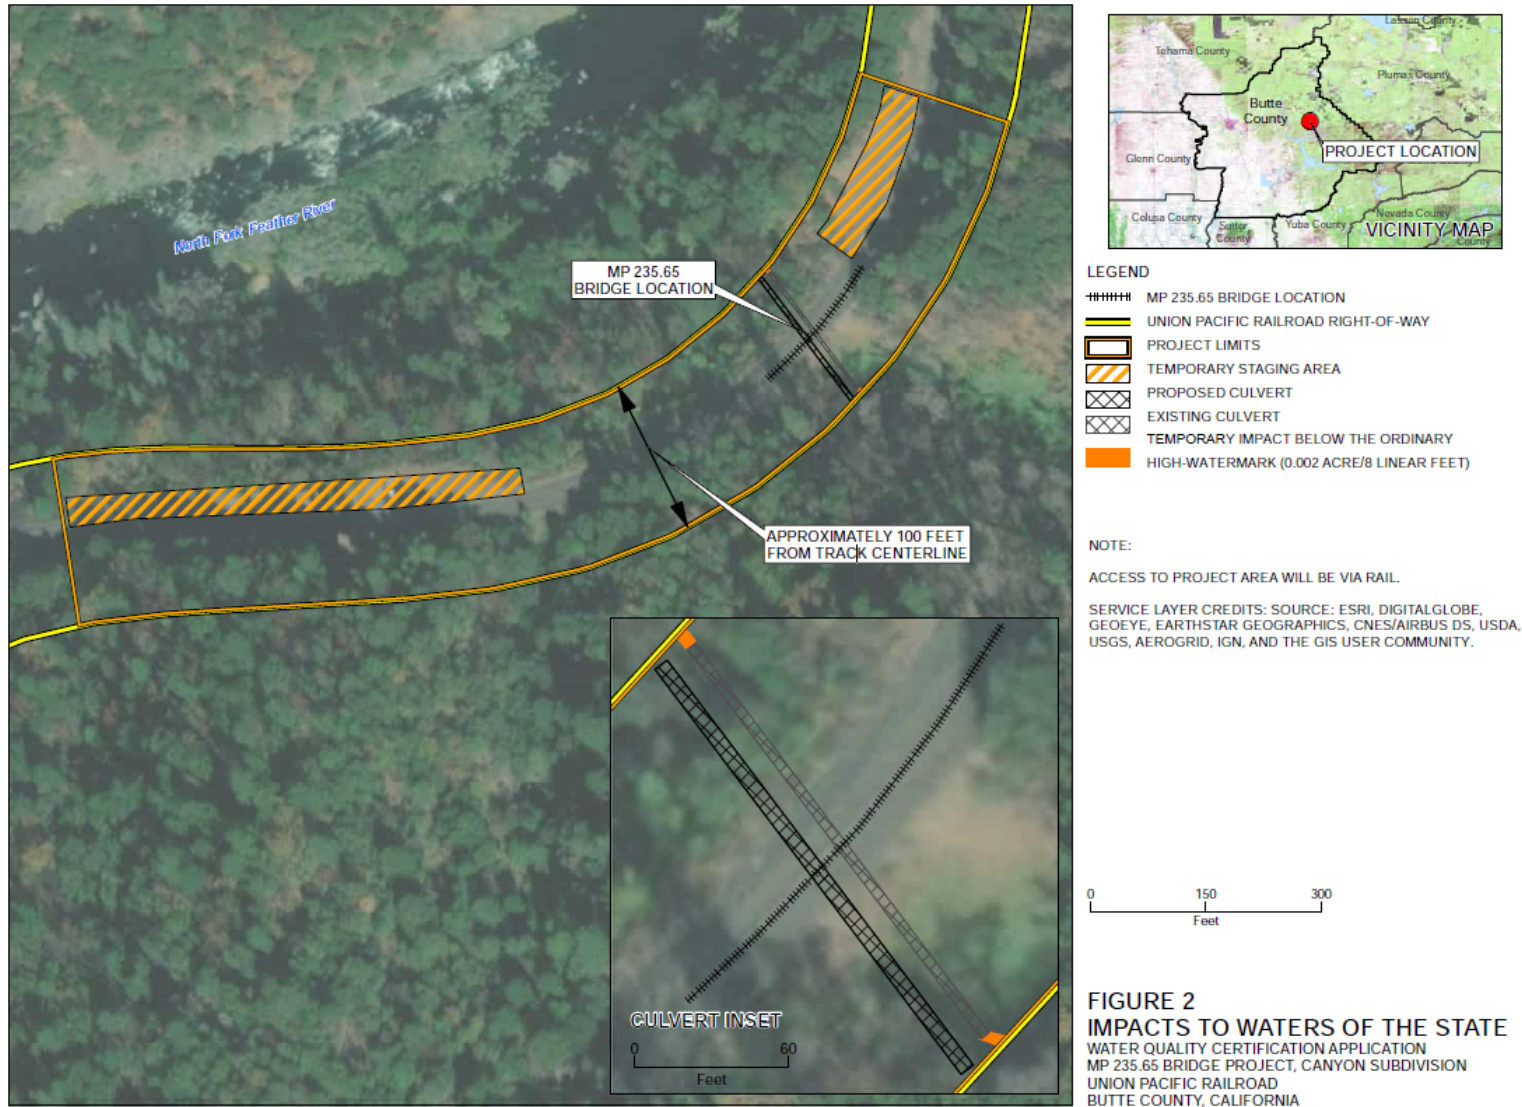 North Fork Feather River
MP 235.65
BRIDGE LOCATION
APPROXIMATELY 100 FEET
FROM TRACK CENTERLINE
CULVERT INSET
0 60
Feet
Lassen County
Tehama County
Plumas County
Butte
County
PROJECT LOCATION
Glenn County
Colusa County
Sutter
County
Yuba County
Nevada County
County
VICINITY MAP
LEGEND
MP 235.65 BRIDGE LOCATION
UNION PACIFIC RAILROAD RIGHT-OF-WAY
PROJECT LIMITS
TEMPORARY STAGING AREA
PROPOSED CULVERT
EXISTING CULVERT
TEMPORARY IMPACT BELOW THE ORDINARY
HIGH-WATERMARK (0.002 ACRE/8 LINEAR FEET)
NOTE:
ACCESS TO PROJECT AREA WILL BE VIA RAIL.
SERVICE LAYER CREDITS: SOURCE: ESRI, DIGITALGLOBE,
GEOEYE, EARTHSTAR GEOGRAPHICS, CNES/AIRBUS DS, USDA,
USGS, AEROGRID, IGN, AND THE GIS USER COMMUNITY.
0 150 300
Feet
FIGURE 2
IMPACTS TO WATERS OF THE STATE
WATER QUALITY CERTIFICATION APPLICATION
MP 235.65 BRIDGE PROJECT, CANYON SUBDIVISION
UNION PACIFIC RAILROAD
BUTTE COUNTY, CALIFORNIA